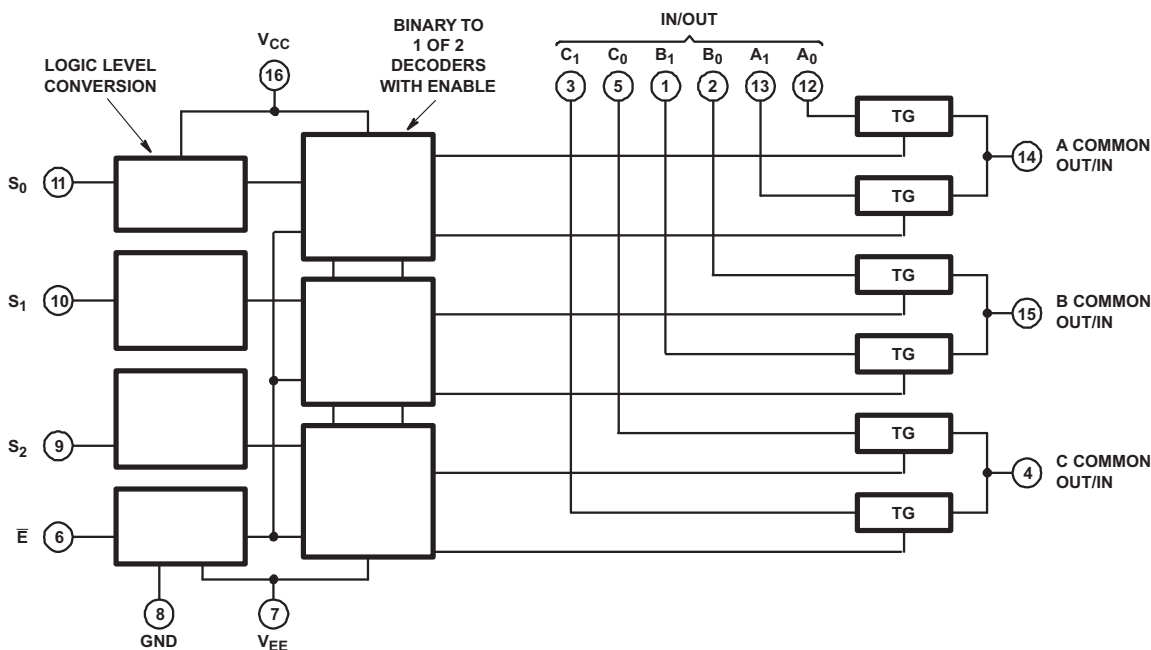 IN/OUT
C1 C0 B1 B0 A1 A0
3 5 1 2 13 12
VCC
16
BINARY TO
1 OF 2
DECODERS
WITH ENABLE
LOGIC LEVEL
CONVERSION
S0 11
S1 10
S2 9
E̅ 6
8
GND
7
VEE
TG
TG
TG
TG
TG
TG
14 A COMMON
OUT/IN
15 B COMMON
OUT/IN
4 C COMMON
OUT/IN